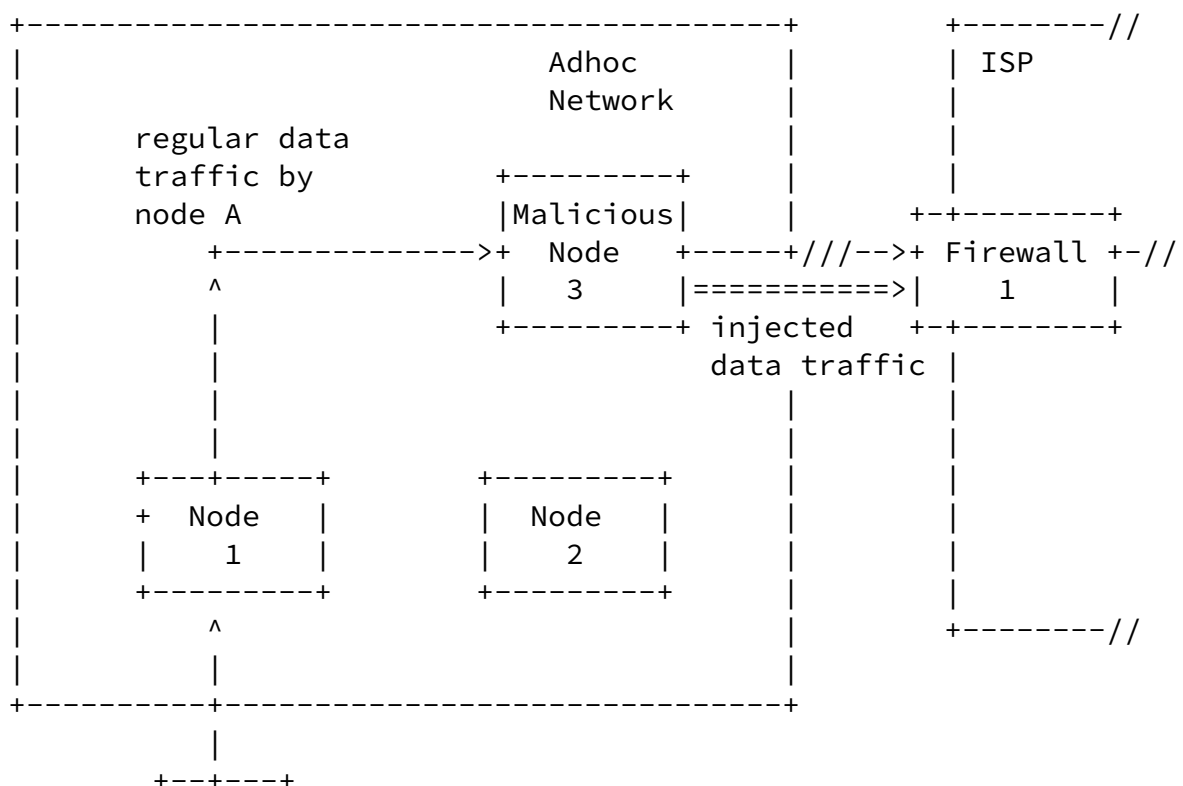 Adhoc
ISP
Network
regular data
traffic by
node A
Malicious
Node
Firewall
3
1
injected
data traffic
Node
Node
1
2